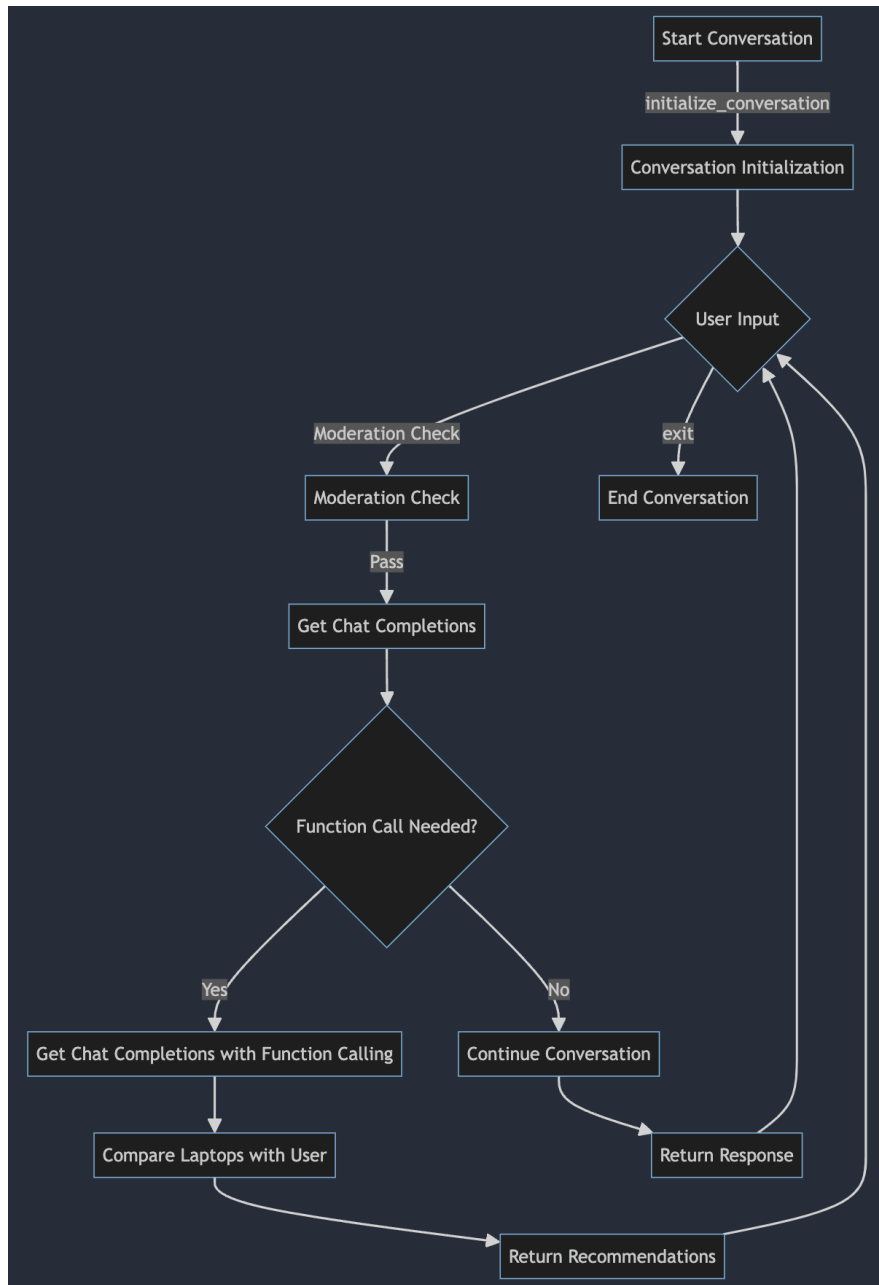 Start Conversation
initialize_conversation
Conversation Initialization
User Input
Moderation Check
exit
Moderation Check
End Conversation
Pass
Get Chat Completions
Function Call Needed?
Yes
No
Get Chat Completions with Function Calling
Continue Conversation
Compare Laptops with User
Return Response
Return Recommendations